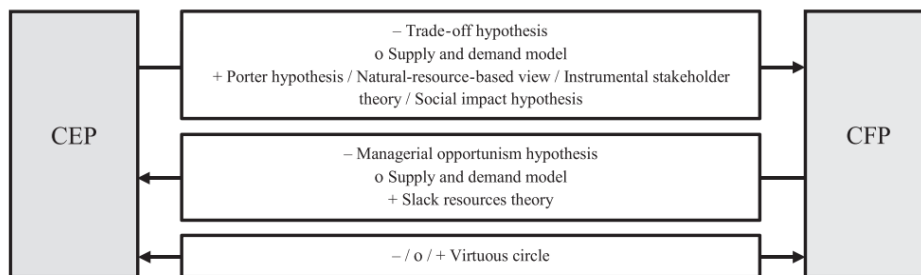 CEP
– Trade-off hypothesis
o Supply and demand model
+ Porter hypothesis / Natural-resource-based view / Instrumental stakeholder
theory / Social impact hypothesis
– Managerial opportunism hypothesis
o Supply and demand model
+ Slack resources theory
– / o / + Virtuous circle
CFP